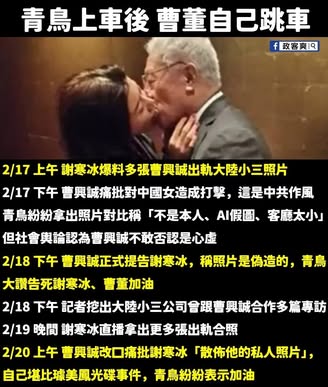 青鳥上車後 曹董自己跳車
政客爽
2/17 上午 謝寒冰爆料多張曹興誠出軌大陸小三照片
2/17 下午 曹興誠痛批對中國女造成打擊，這是中共作風
青鳥紛紛拿出照片對比稱「不是本人、AI假圖、客廳太小」
但社會輿論認為曹興誠不敢否認是心虛
2/18 下午 曹興誠正式提告謝寒冰，稱照片是偽造的，青鳥
大讚告死謝寒冰、曹董加油
2/18 下午 記者挖出大陸小三公司曾跟曹興誠合作多篇專訪
2/19 晚間 謝寒冰直播拿出更多張出軌合照
2/20 上午 曹興誠改口痛批謝寒冰「散佈他的私人照片」，
自己堪比璩美鳳光碟事件，青鳥紛紛表示加油